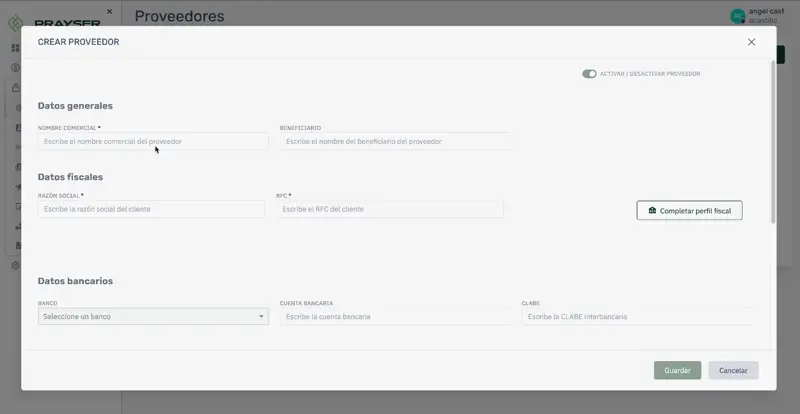 PRAYSER
×
Proveedores
angel cast
acastillo
CREAR PROVEEDOR
ACTIVAR / DESACTIVAR PROVEEDOR
Datos generales
NOMBRE COMERCIAL *
BENEFICIARIO
Escribe el nombre comercial del proveedor
Escribe el nombre del beneficiario del proveedor
Datos fiscales
RAZÓN SOCIAL *
RFC *
Escribe la razón social del cliente
Escribe el RFC del cliente
Completar perfil fiscal
Datos bancarios
BANCO
CUENTA BANCARIA
CLABE
Seleccione un banco
Escribe la cuenta bancaria
Escribe la CLABE interbancaria
Guardar
Cancelar